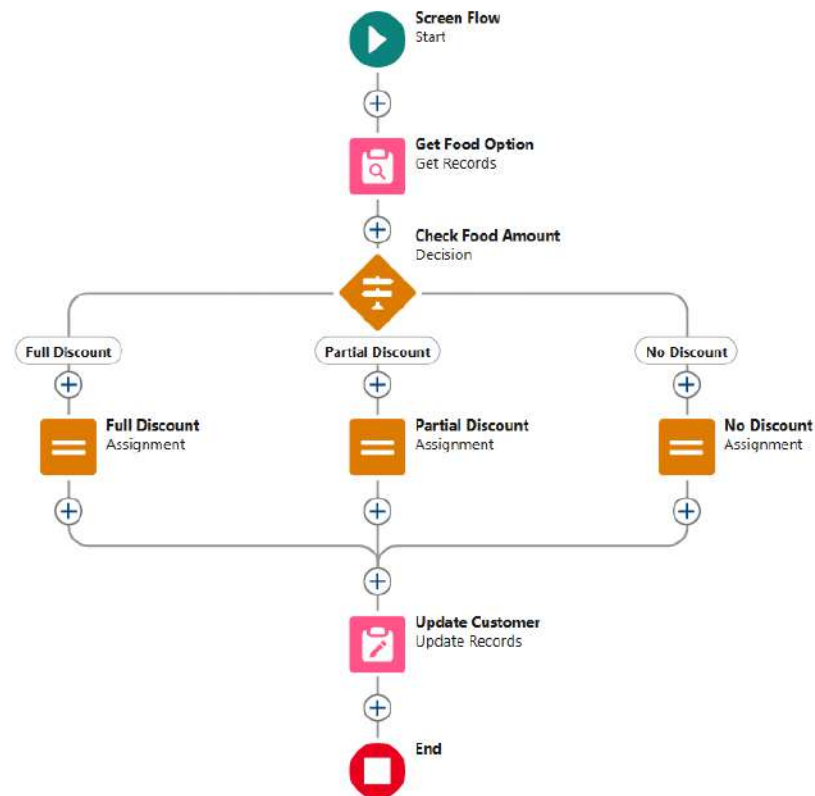 Screen Flow
Start
Get Food Option
Get Records
Check Food Amount
Decision
Full Discount
Partial Discount
No Discount
Full Discount
Assignment
Partial Discount
Assignment
No Discount
Assignment
Update Customer
Update Records
End